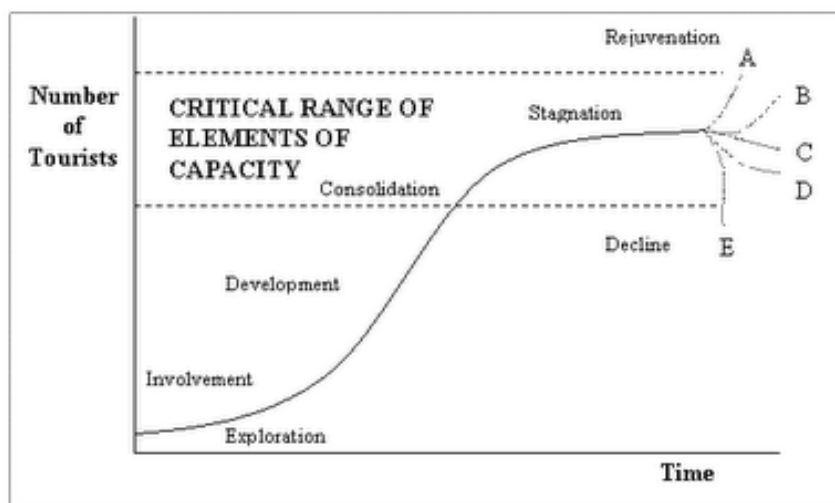 Rejuvenation
A
Number
of
Tourists
CRITICAL RANGE OF
ELEMENTS OF
CAPACITY
Stagnation
B
C
D
E
Consolidation
Decline
Development
Involvement
Exploration
Time